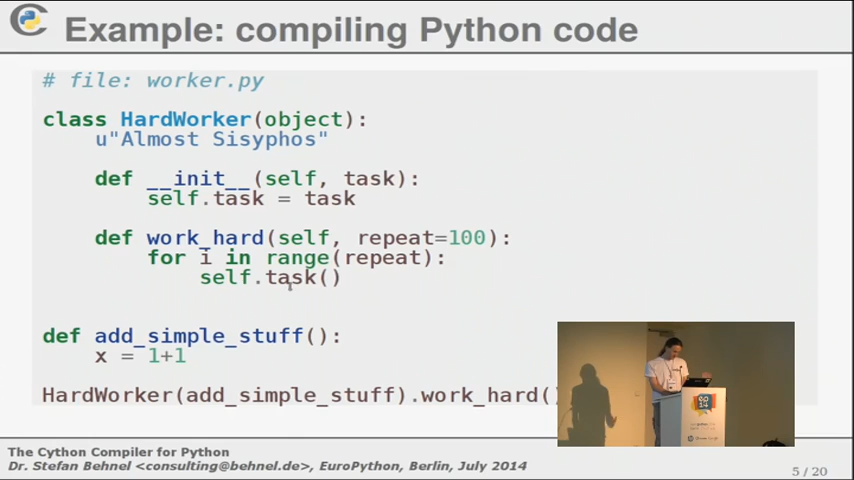 Example: compiling Python code
# file: worker.py
class HardWorker(object):
    u"Almost Sisyphos"
    def __init__(self, task):
        self.task = task
    def work_hard(self, repeat=100):
        for i in range(repeat):
            self.task()
def add_simple_stuff():
    x = 1+1
HardWorker(add_simple_stuff).work_hard()
ep
14
The Cython Compiler for Python
Dr. Stefan Behnel <consulting@behnel.de>, EuroPython, Berlin, July 2014
5 / 20